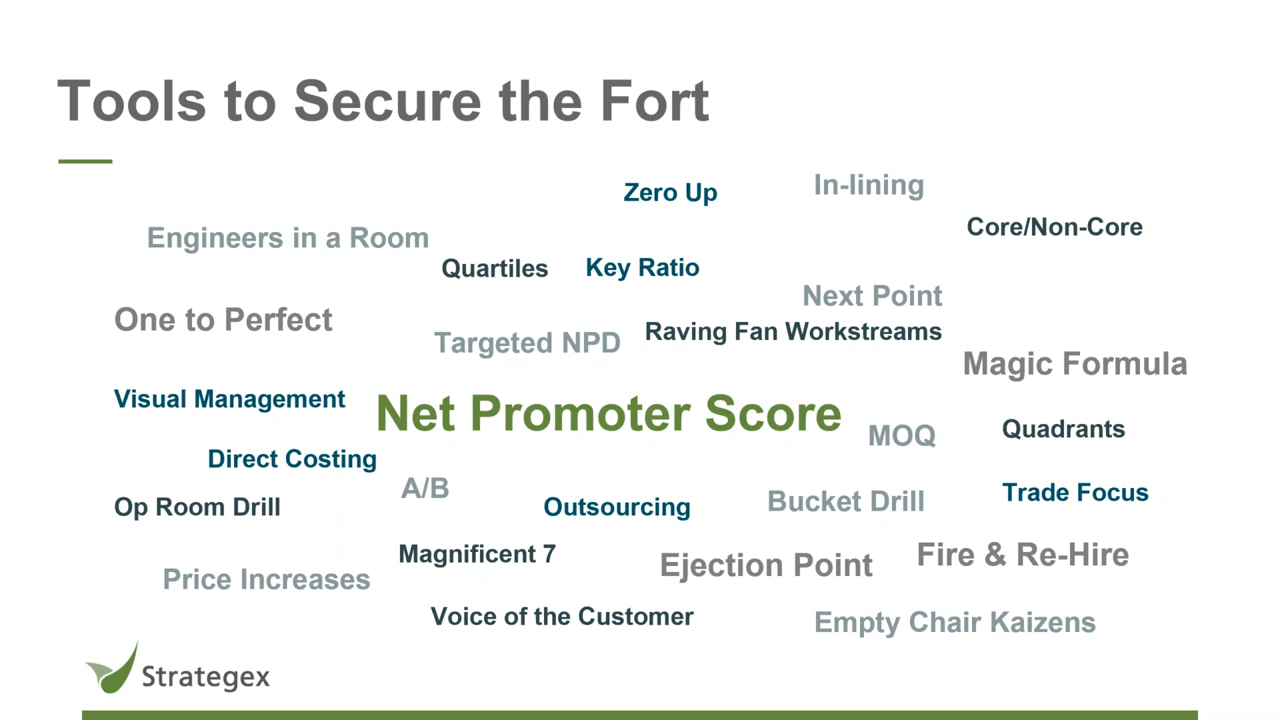 Tools to Secure the Fort
Zero Up
In-lining
Core/Non-Core
Engineers in a Room
Quartiles
Key Ratio
Next Point
One to Perfect
Targeted NPD
Raving Fan Workstreams
Magic Formula
Visual Management
Net Promoter Score
MOQ
Quadrants
Direct Costing
A/B
Op Room Drill
Outsourcing
Bucket Drill
Trade Focus
Magnificent 7
Ejection Point
Fire & Re-Hire
Price Increases
Voice of the Customer
Empty Chair Kaizens
Strategex